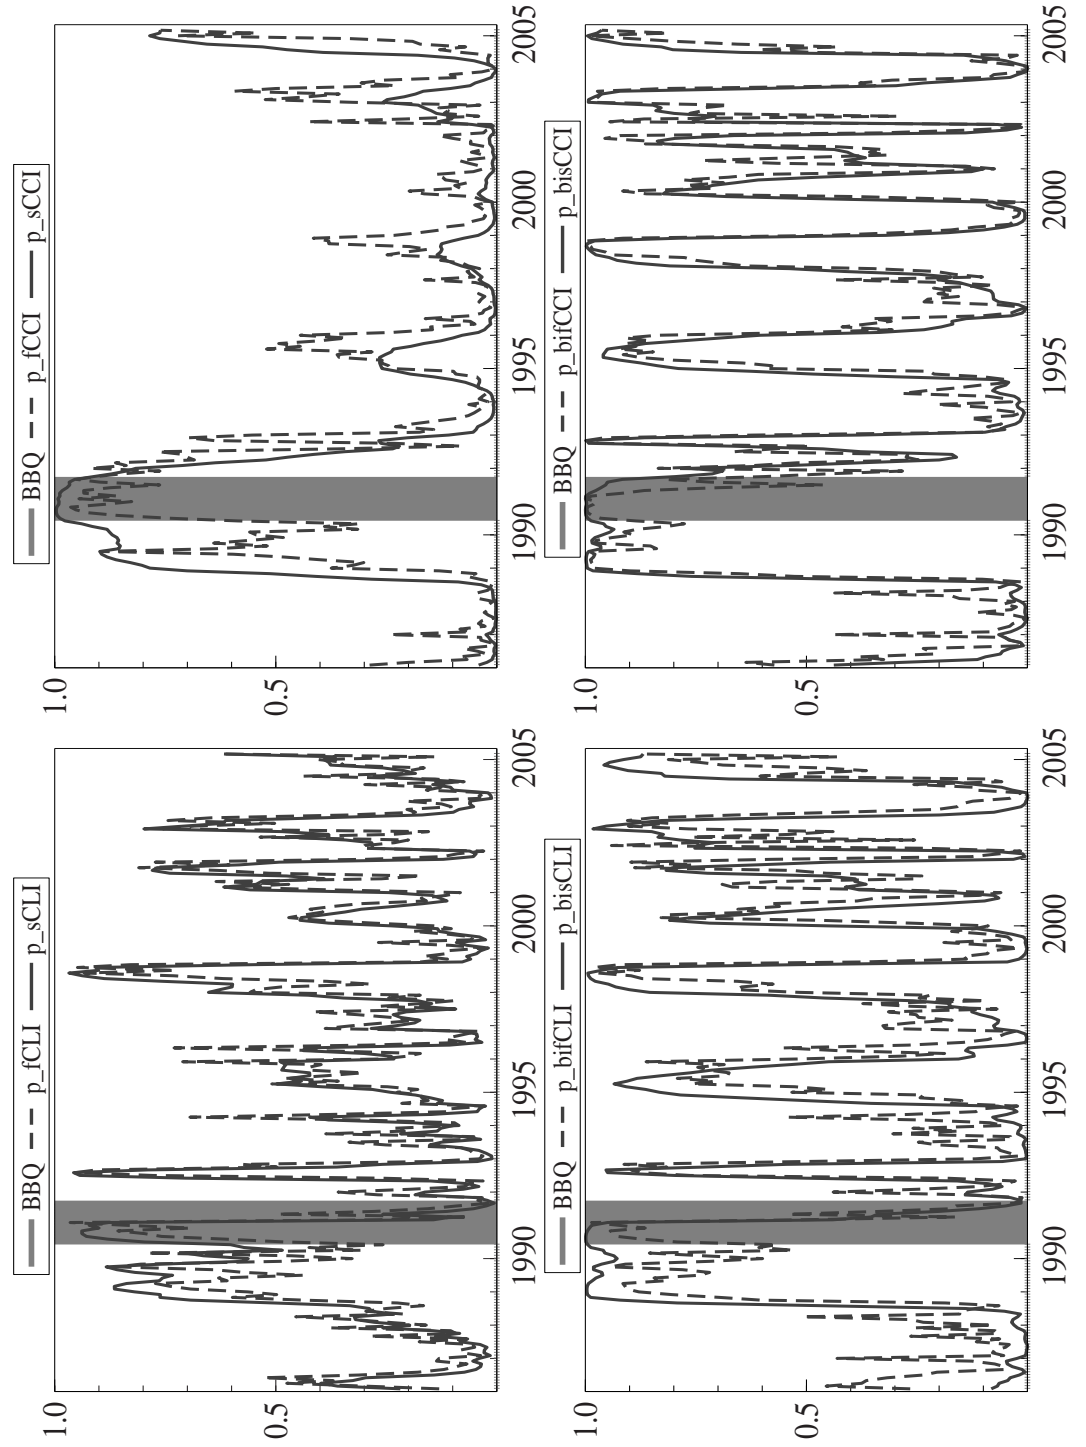 BBQ p_fCLI p_sCLI
1.0
0.5
1990 1995 2000 2005
BBQ p_fCCI p_sCCI
1.0
0.5
1990 1995 2000 2005
BBQ p_bifCLI p_bisCLI
1.0
0.5
1990 1995 2000 2005
BBQ p_bifCCI p_bisCCI
1.0
0.5
1990 1995 2000 2005